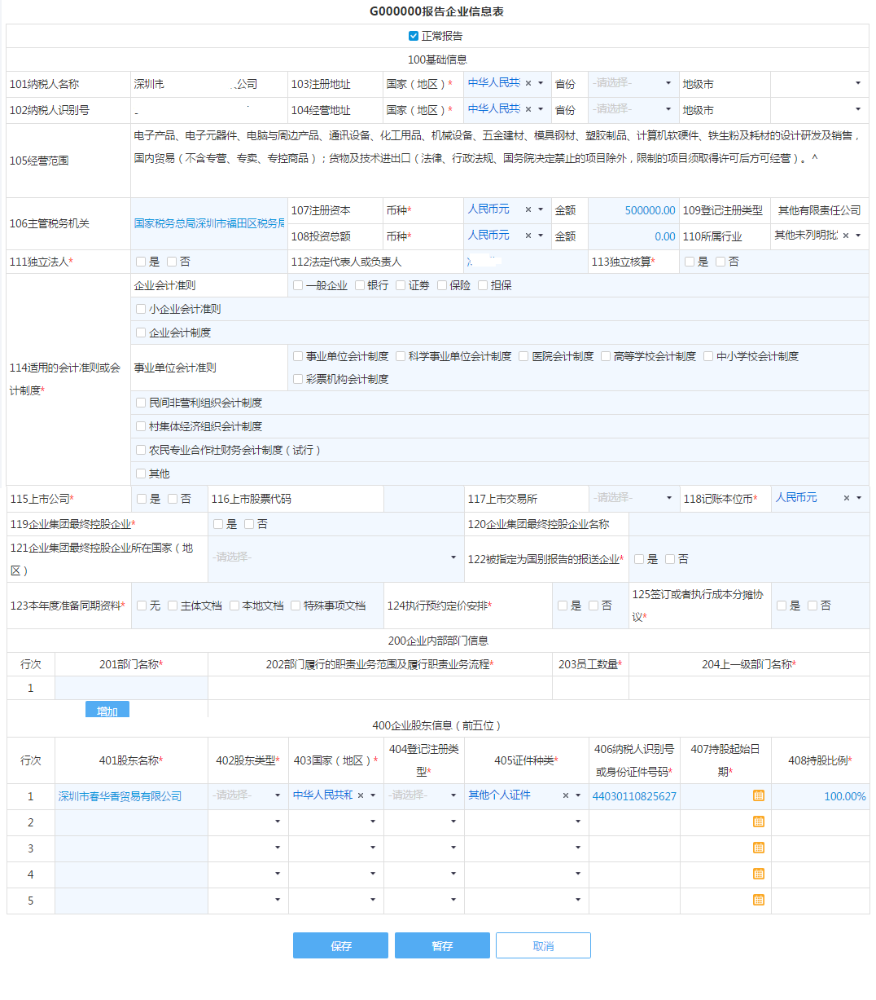 G000000报告企业信息表
正常报告
100基础信息
101纳税人名称 深圳市 公司 103注册地址 国家（地区）* 中华人民共 × 省份 -请选择- 地级市
102纳税人识别号 - 104经营地址 国家（地区）* 中华人民共 × 省份 -请选择- 地级市
105经营范围
电子产品、电子元器件、电脑与周边产品、通讯设备、化工用品、机械设备、五金建材、模具钢材、塑胶制品、计算机软硬件、铁生粉及耗材的设计研发及销售，
国内贸易（不含专营、专卖、专控商品）；货物及技术进出口（法律、行政法规、国务院决定禁止的项目除外，限制的项目须取得许可后方可经营）。^
106主管税务机关 国家税务总局深圳市福田区税务局
107注册资本 币种* 人民币元 × 金额 500000.00 109登记注册类型 其他有限责任公司
108投资总额 币种* 人民币元 × 金额 0.00 110所属行业 其他未列明批 ×
111独立法人* 是 否 112法定代表人或负责人 113独立核算* 是 否
114适用的会计准则或会
计制度*
企业会计准则 一般企业 银行 证券 保险 担保
小企业会计准则
企业会计制度
事业单位会计准则 事业单位会计制度 科学事业单位会计制度 医院会计制度 高等学校会计制度 中小学校会计制度
彩票机构会计制度
民间非营利组织会计制度
村集体经济组织会计制度
农民专业合作社财务会计制度（试行）
其他
115上市公司* 是 否 116上市股票代码 117上市交易所 -请选择- 118记账本位币* 人民币元 ×
119企业集团最终控股企业* 是 否 120企业集团最终控股企业名称
121企业集团最终控股企业所在国家（地
区） -请选择- 122被指定为国别报告的报送企业* 是 否
123本年度准备同期资料* 无 主体文档 本地文档 特殊事项文档 124执行预约定价安排* 是 否 125签订或者执行成本分摊协
议* 是 否
200企业内部部门信息
行次 201部门名称* 202部门履行的职责业务范围及履行职责业务流程* 203员工数量* 204上一级部门名称*
1
增加
400企业股东信息（前五位）
行次 401股东名称* 402股东类型* 403国家（地区）* 404登记注册类
型* 405证件种类* 406纳税人识别号
或身份证件号码* 407持股起始日
期* 408持股比例*
1 深圳市春华香贸易有限公司 -请选择- 中华人民共和 × -请选择- 其他个人证件 × 44030110825627 100.00%
2
3
4
5
保存 暂存 取消